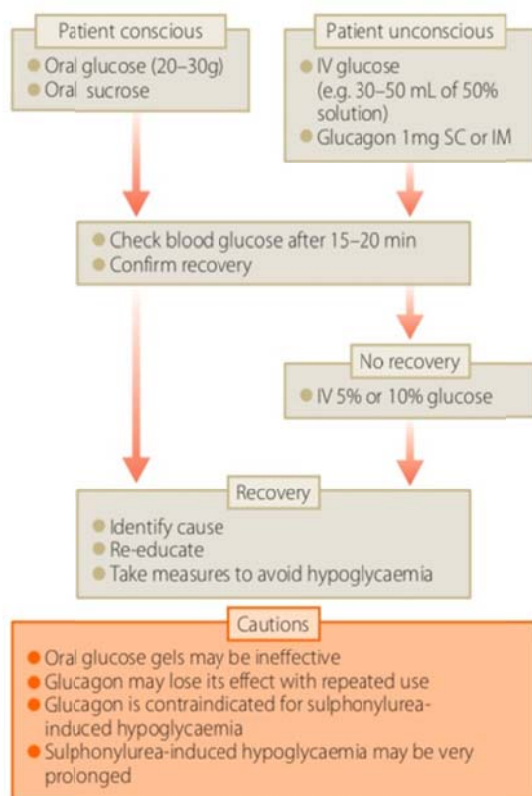 Patient conscious
Oral glucose (20–30g)
Oral sucrose
Patient unconscious
IV glucose
(e.g. 30–50 mL of 50%
solution)
Glucagon 1mg SC or IM
Check blood glucose after 15–20 min
Confirm recovery
No recovery
IV 5% or 10% glucose
Recovery
Identify cause
Re-educate
Take measures to avoid hypoglycaemia
Cautions
Oral glucose gels may be ineffective
Glucagon may lose its effect with repeated use
Glucagon is contraindicated for sulphonylurea-
induced hypoglycaemia
Sulphonylurea-induced hypoglycaemia may be very
prolonged